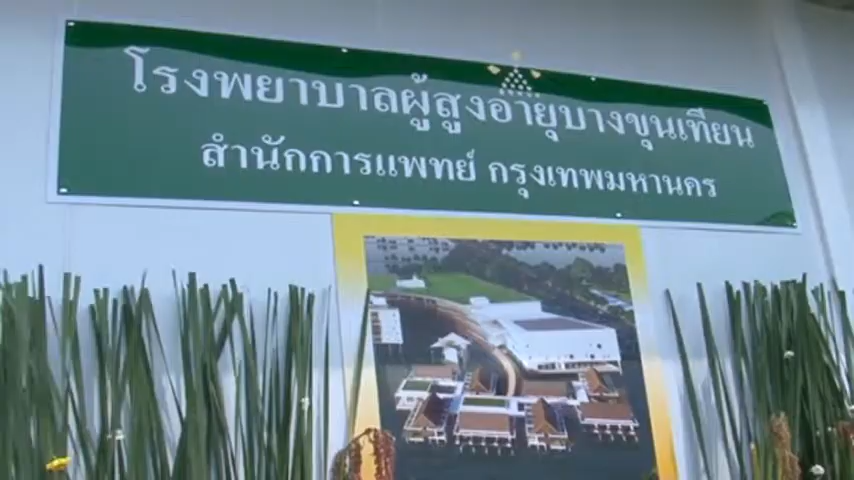 โรงพยาบาลผู้สูงอายุบางขุนเทียน
สำนักการแพทย์ กรุงเทพมหานคร